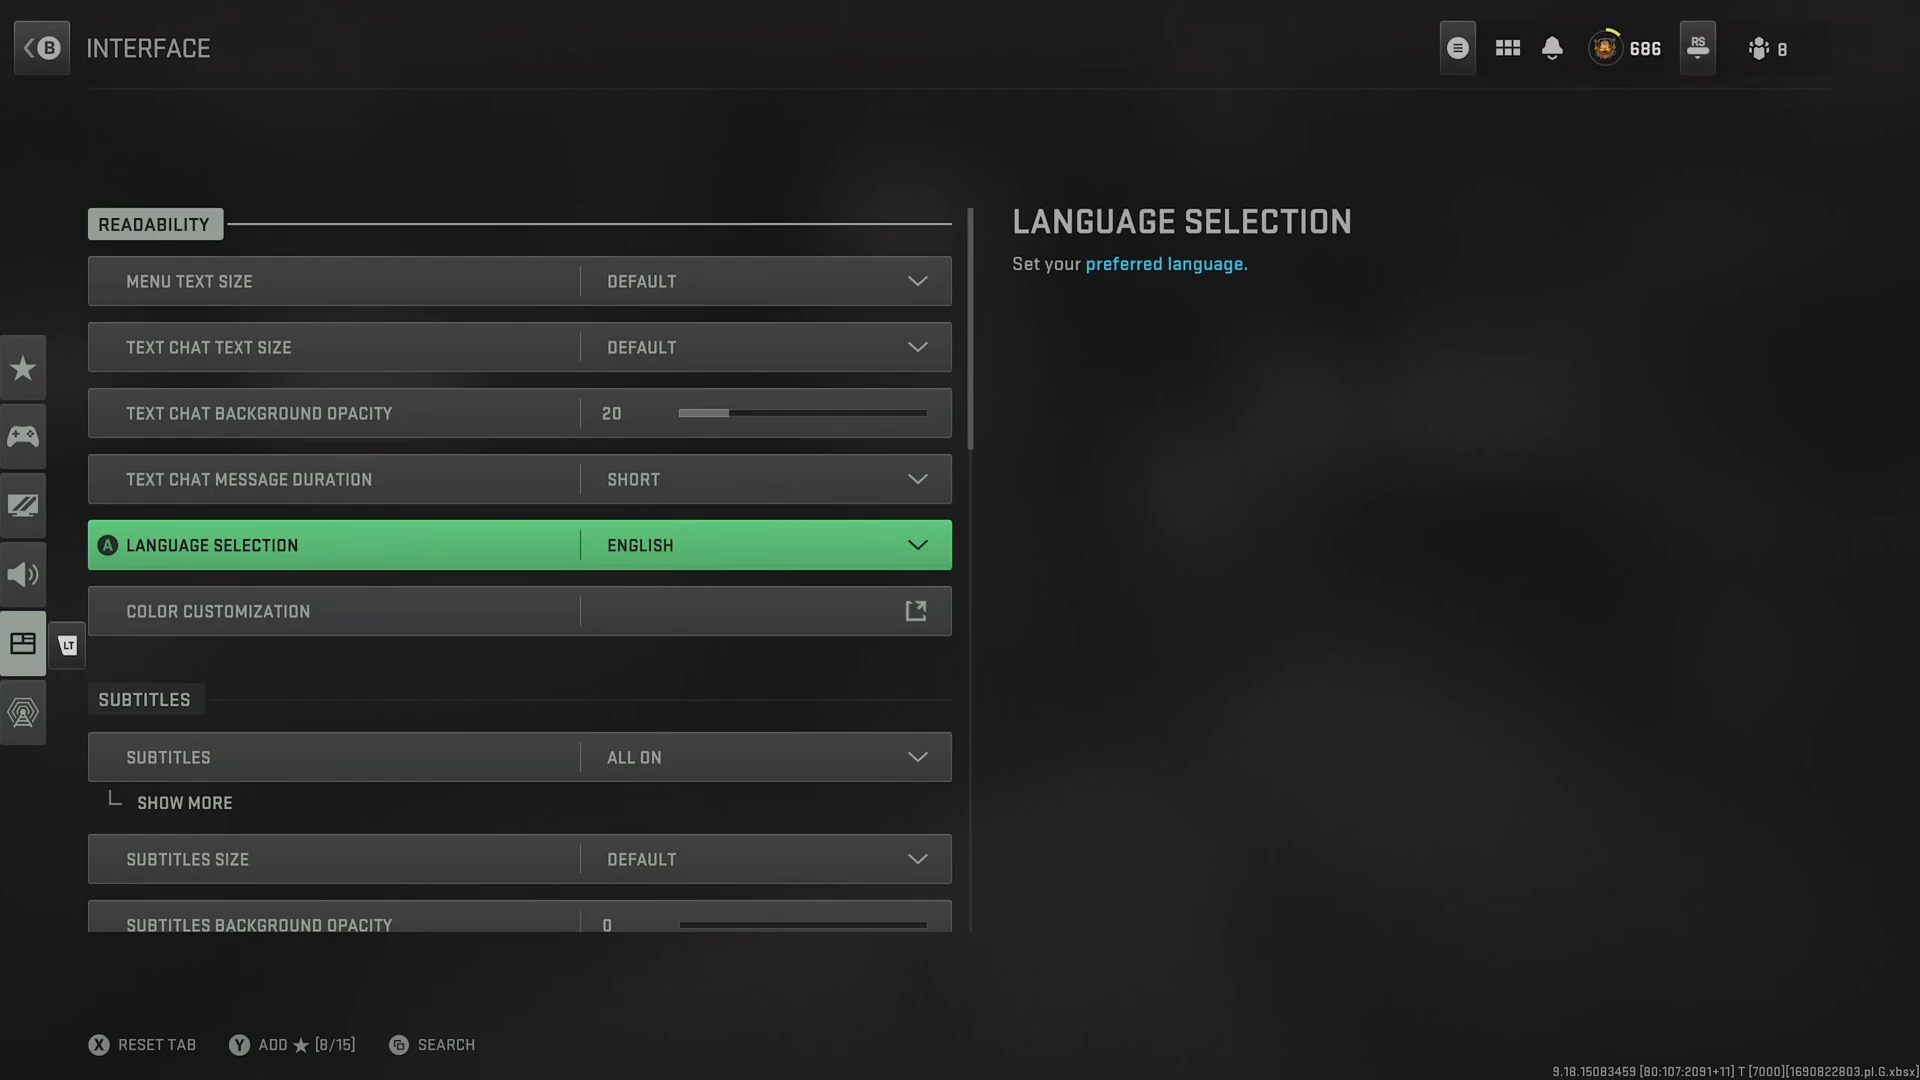 B INTERFACE
686 RS 8
READABILITY
MENU TEXT SIZE DEFAULT
TEXT CHAT TEXT SIZE DEFAULT
TEXT CHAT BACKGROUND OPACITY 20
TEXT CHAT MESSAGE DURATION SHORT
A LANGUAGE SELECTION ENGLISH
COLOR CUSTOMIZATION
LT
SUBTITLES
SUBTITLES ALL ON
SHOW MORE
SUBTITLES SIZE DEFAULT
SUBTITLES BACKGROUND OPACITY 0
LANGUAGE SELECTION
Set your preferred language.
X RESET TAB Y ADD ★ [8/15] SEARCH
9.18.15083459 [80:107:2091+11] T [7000][1690822803.pl.G.xbsx]